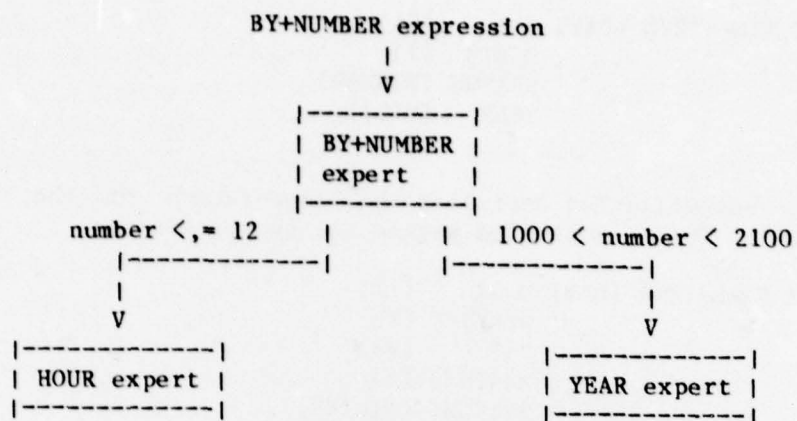 BY+NUMBER expression
|
V
|---------------|
| BY+NUMBER |
| expert |
|---------------|
number <,= 12 | | 1000 < number < 2100
|---------------| |---------------|
|
V V
|---------------| |---------------|
| HOUR expert | | YEAR expert |
|---------------| |---------------|